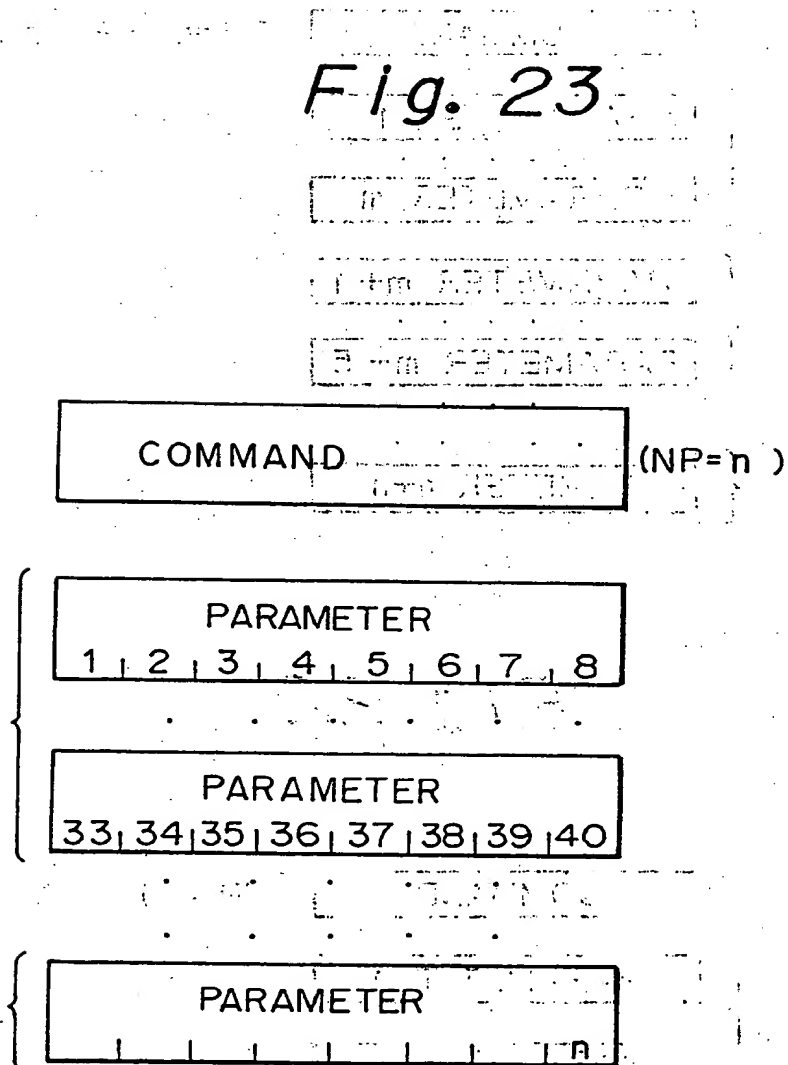 Fig. 23
COMMAND (NP=n )
PARAMETER
1 2 3 4 5 6 7 8
PARAMETER
33 34 35 36 37 38 39 40
PARAMETER
n